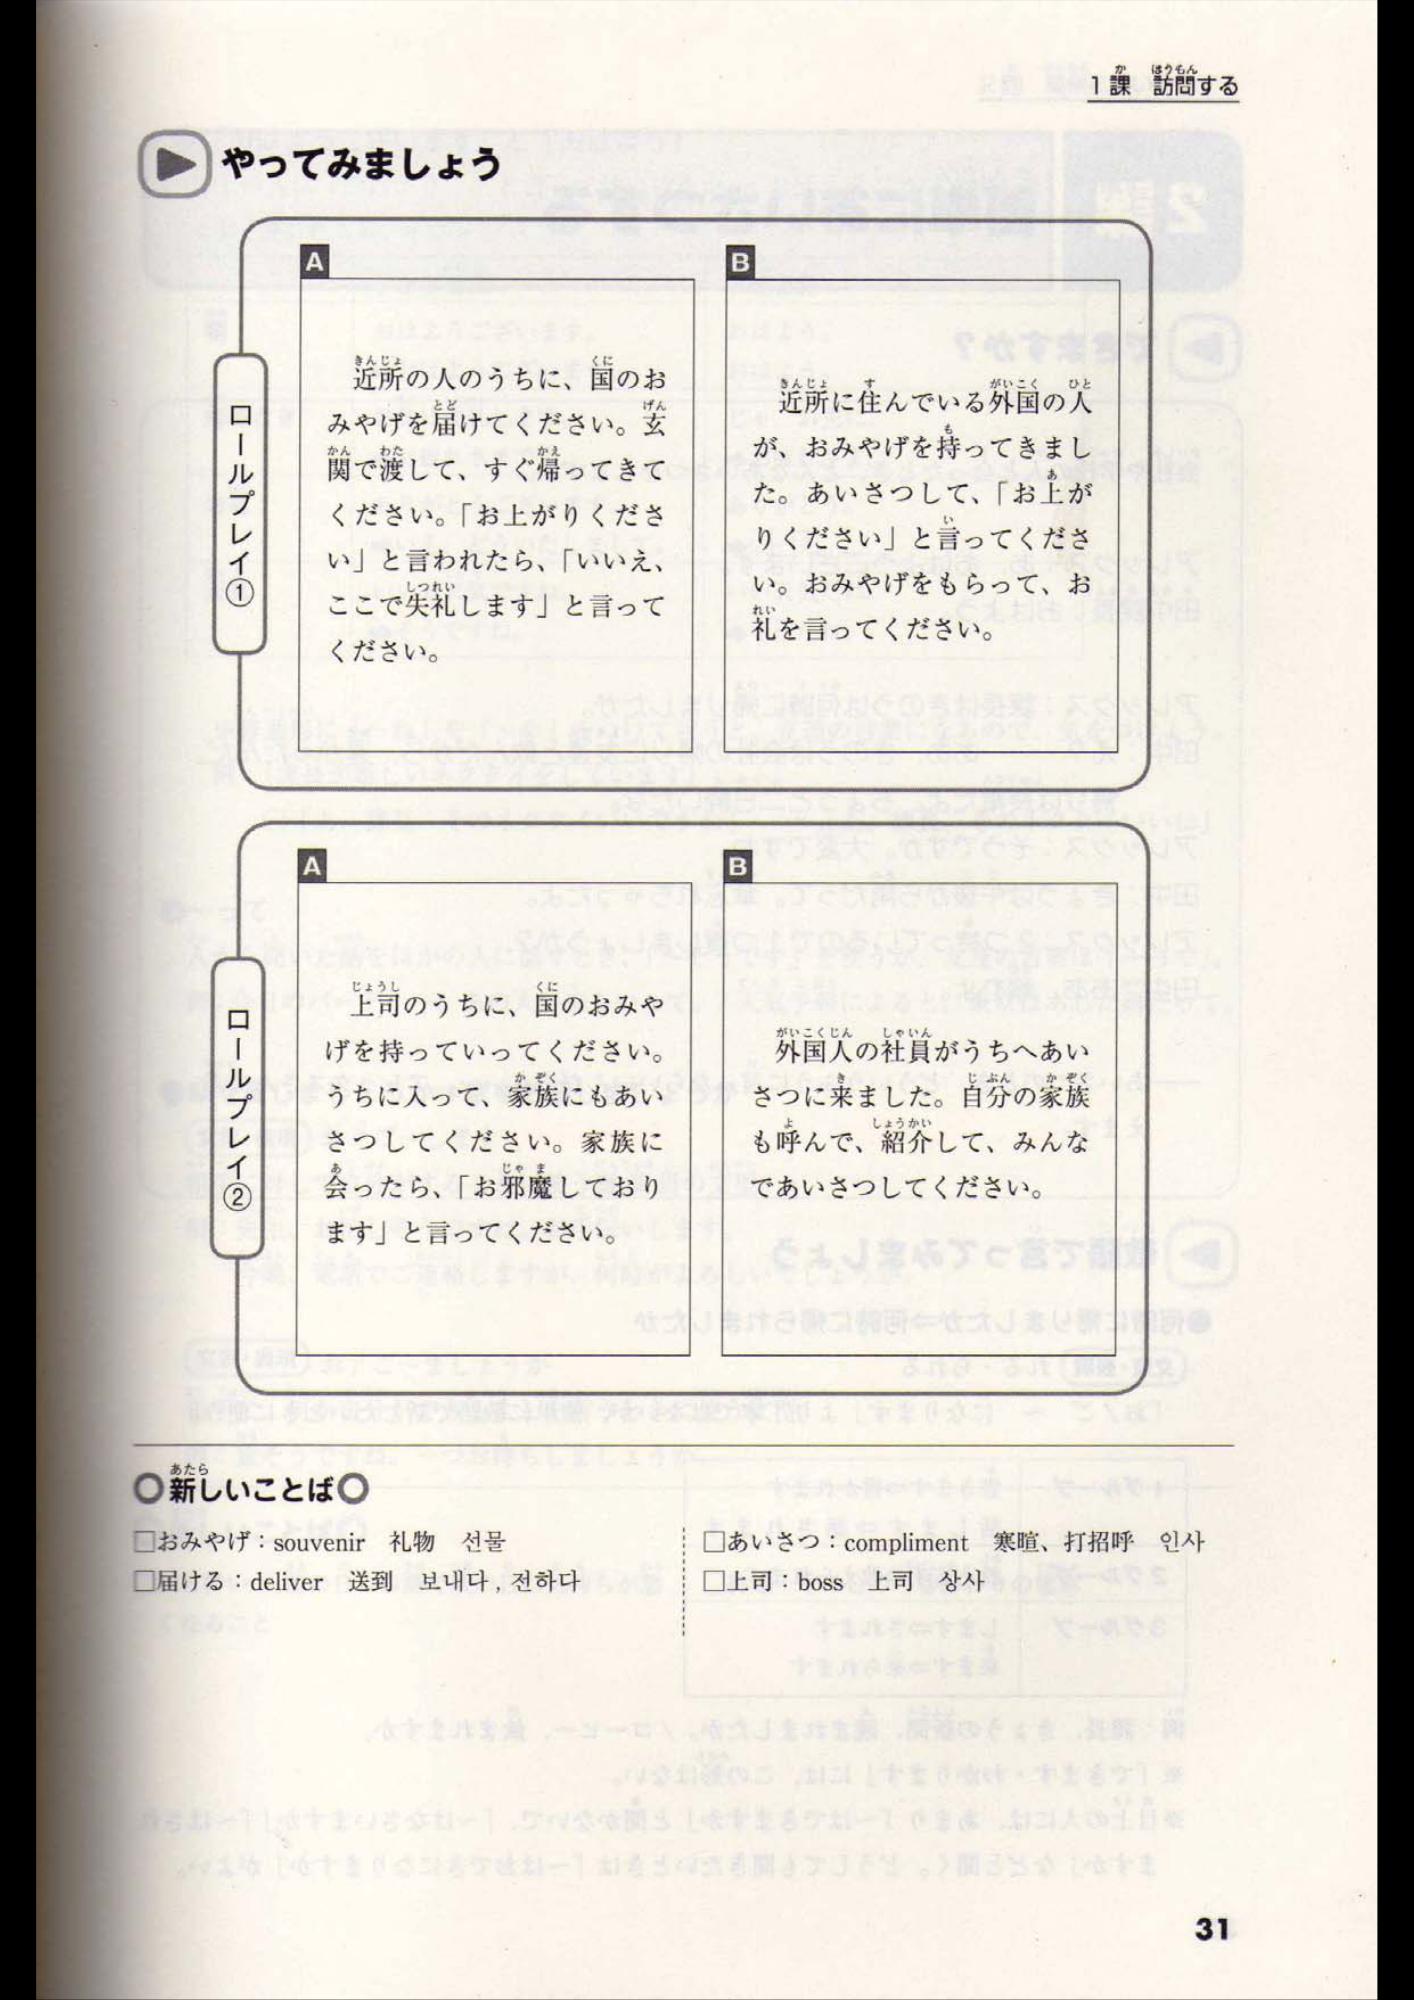 1課 訪問する
やってみましょう
ロールプレイ①
A
近所の人のうちに、国のお
みやげを届けてください。玄
関で渡して、すぐ帰ってきて
ください。「お上がりくださ
い」と言われたら、「いいえ、
ここで失礼します」と言って
ください。
B
近所に住んでいる外国の人
が、おみやげを持ってきまし
た。あいさつして、「お上が
りください」と言ってくださ
い。おみやげをもらって、お
礼を言ってください。
ロールプレイ②
A
上司のうちに、国のおみや
げを持っていってください。
うちに入って、家族にもあい
さつしてください。家族に
会ったら、「お邪魔しており
ます」と言ってください。
B
外国人の社員がうちへあい
さつに来ました。自分の家族
も呼んで、紹介して、みんな
であいさつしてください。
○新しいことば○
□おみやげ：souvenir 礼物 선물
□届ける：deliver 送到 보내다, 전하다
□あいさつ：compliment 寒暄、打招呼 인사
□上司：boss 上司 상사
31